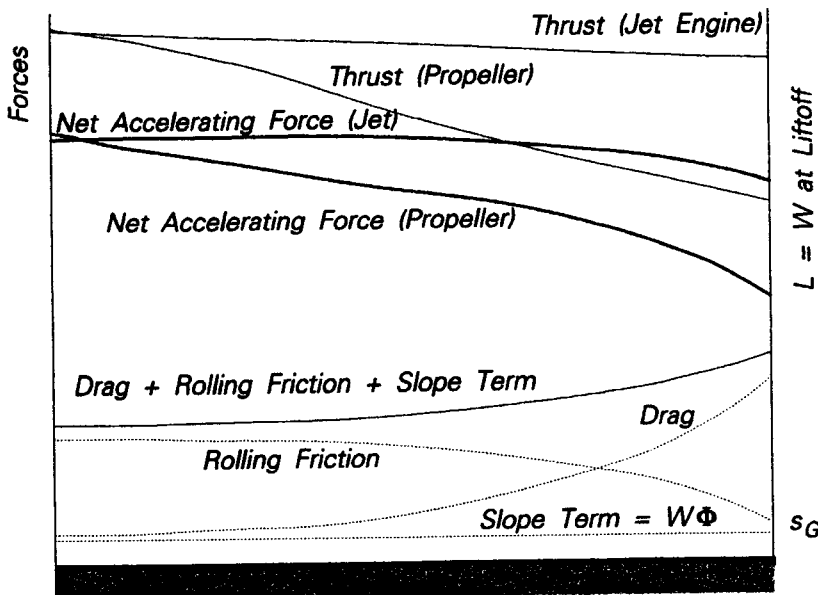 Thrust (Jet Engine)
Thrust (Propeller)
Forces
Net Accelerating Force (Jet)
Net Accelerating Force (Propeller)
L = W at Liftoff
Drag + Rolling Friction + Slope Term
Drag
Rolling Friction
Slope Term = WΦ
s_G